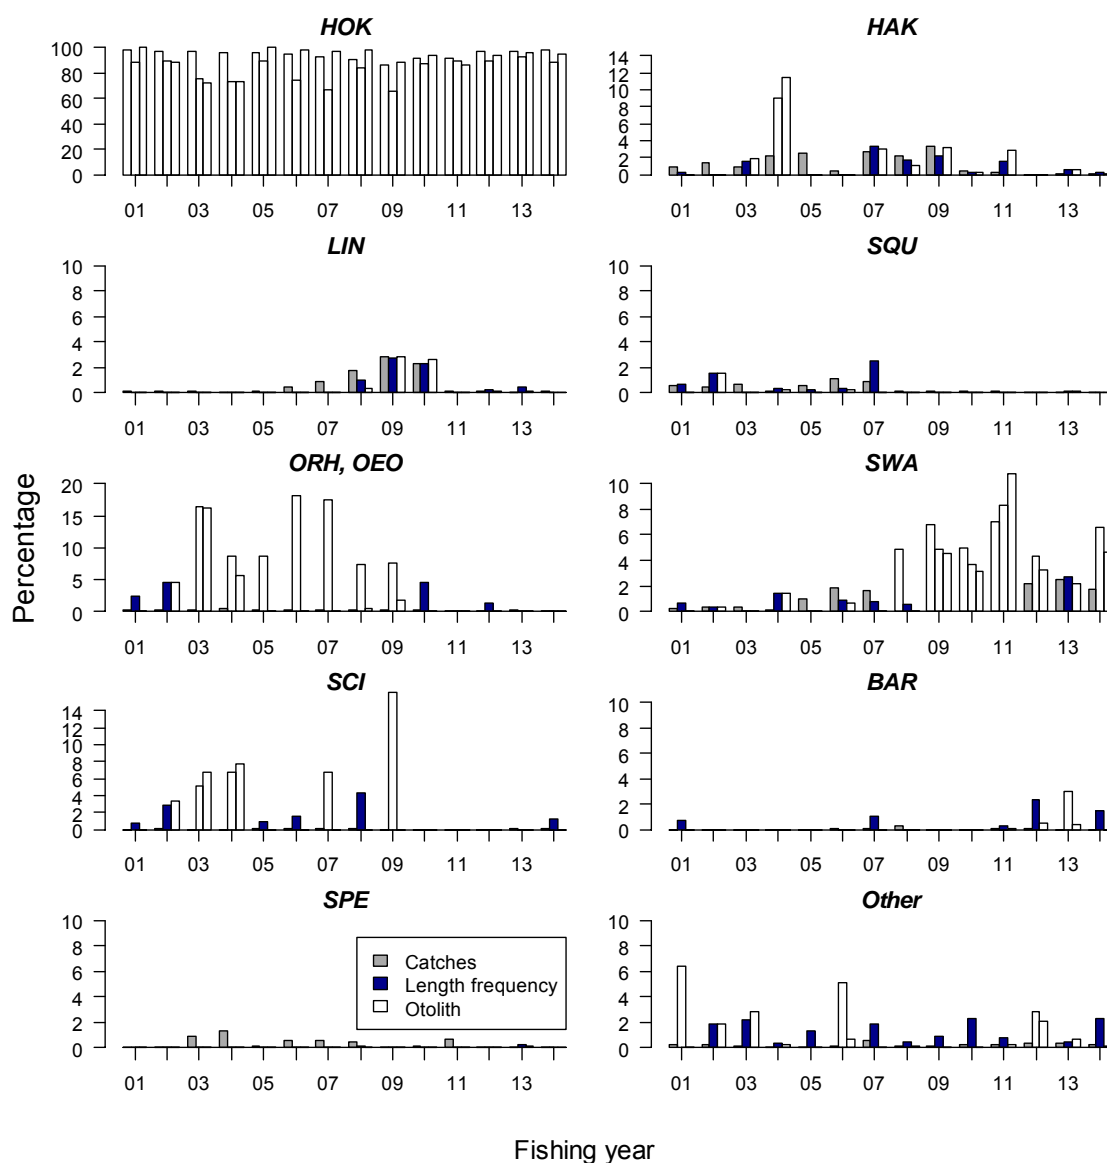 HOK
100
80
60
40
20
0
01 03 05 07 09 11 13
HAK
14
12
10
8
6
4
2
0
01 03 05 07 09 11 13
LIN
10
8
6
4
2
0
01 03 05 07 09 11 13
SQU
10
8
6
4
2
0
01 03 05 07 09 11 13
ORH, OEO
20
15
10
5
0
01 03 05 07 09 11 13
SWA
10
8
6
4
2
0
01 03 05 07 09 11 13
SCI
14
12
10
8
6
4
2
0
01 03 05 07 09 11 13
BAR
10
8
6
4
2
0
01 03 05 07 09 11 13
SPE
10
8
6
4
2
0
01 03 05 07 09 11 13
Catches
Length frequency
Otolith
Other
10
8
6
4
2
0
01 03 05 07 09 11 13
Percentage
Fishing year